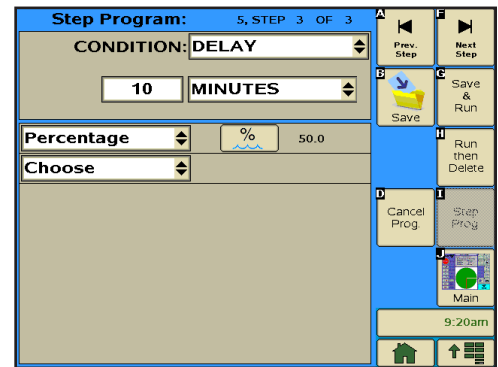 Step Program: 5, STEP 3 OF 3
CONDITION: DELAY
10 MINUTES
Percentage % 50.0
Choose
A
Prev.
Step
F
Next
Step
B
Save
G
Save
&
Run
H
Run
then
Delete
D
Cancel
Prog.
I
Step
Prog
J
Main
9:20am